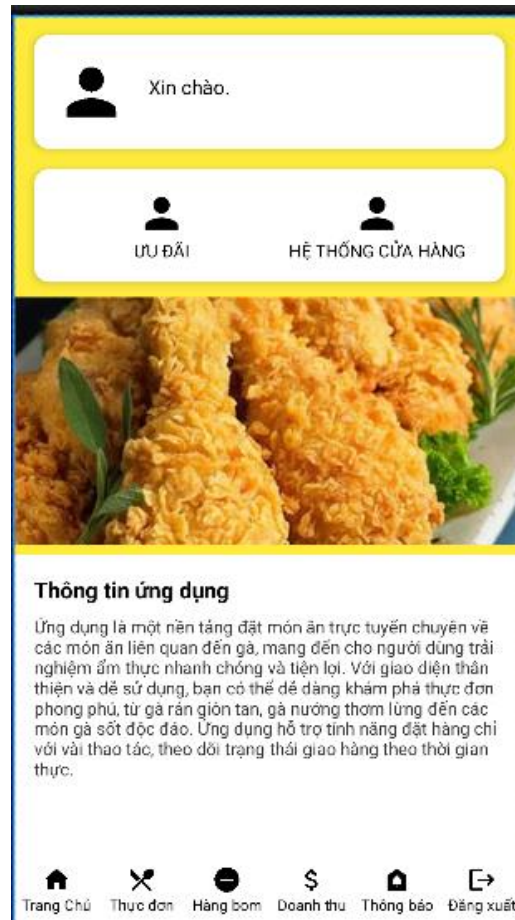 Xin chào.
ƯU ĐÃI
HỆ THỐNG CỬA HÀNG
Thông tin ứng dụng
Ứng dụng là một nền tảng đặt món ăn trực tuyến chuyên về
các món ăn liên quan đến gà, mang đến cho người dùng trải
nghiệm ẩm thực nhanh chóng và tiện lợi. Với giao diện thân
thiện và dễ sử dụng, bạn có thể dễ dàng khám phá thực đơn
phong phú, từ gà rán giòn tan, gà nướng thơm lừng đến các
món gà sốt độc đáo. Ứng dụng hỗ trợ tính năng đặt hàng chỉ
với vài thao tác, theo dõi trạng thái giao hàng theo thời gian
thực.
Trang Chủ
Thực đơn
Hàng bom
Doanh thu
Thông báo
Đăng xuất